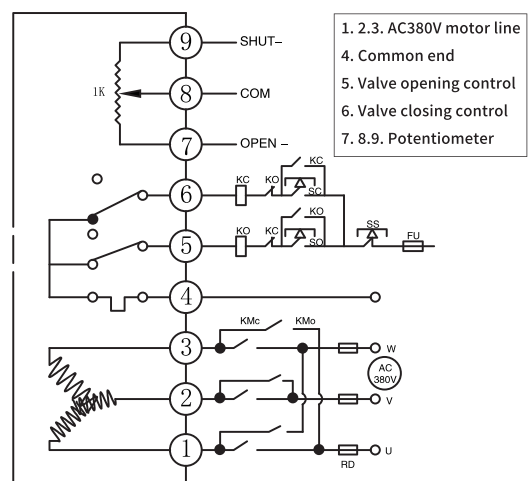 9 SHUT–
1K
8 COM
7 OPEN –
1. 2.3. AC380V motor line
4. Common end
5. Valve opening control
6. Valve closing control
7. 8.9. Potentiometer
KC
6 KC KO SC
KO
5 KO KC SO SS FU
4
KMc KMo
3 W
AC
380V
2 V
1 U
RD